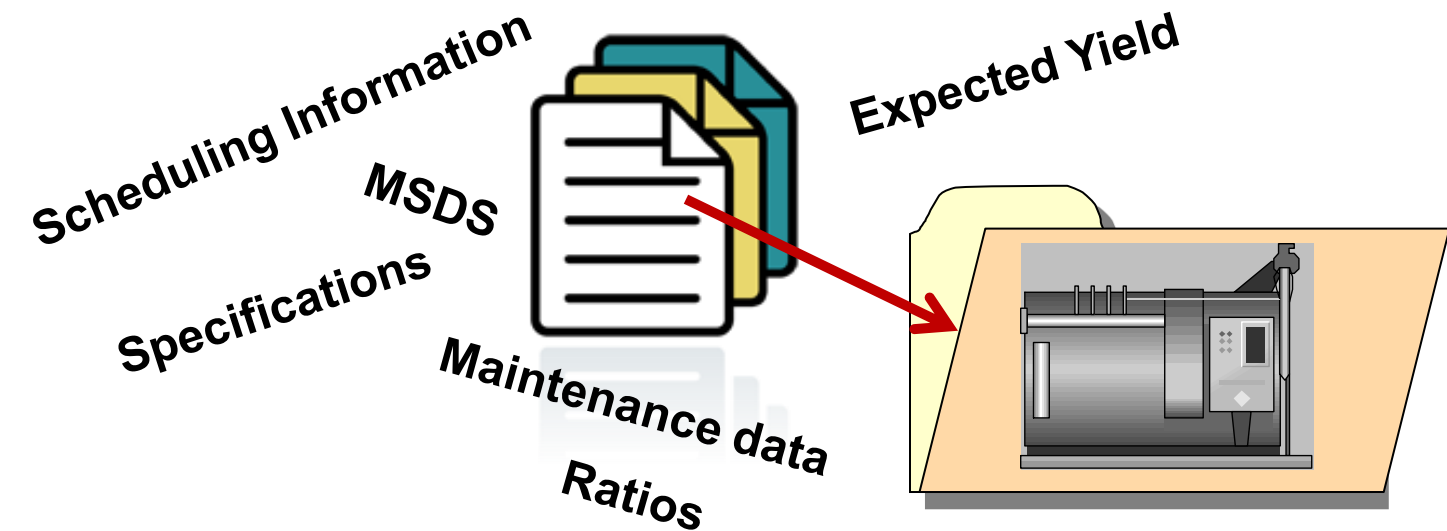 Scheduling Information
Expected Yield
MSDS
Specifications
Maintenance data
Ratios